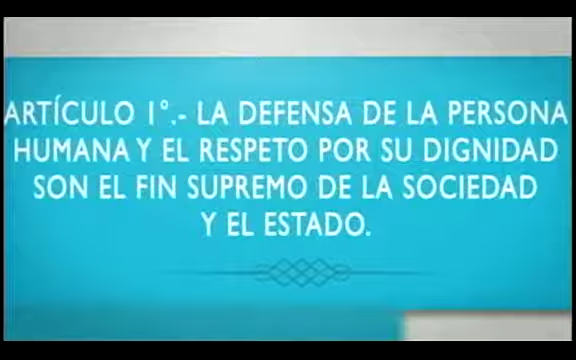 ARTÍCULO 1°.- LA DEFENSA DE LA PERSONA
HUMANA Y EL RESPETO POR SU DIGNIDAD
SON EL FIN SUPREMO DE LA SOCIEDAD
Y EL ESTADO.